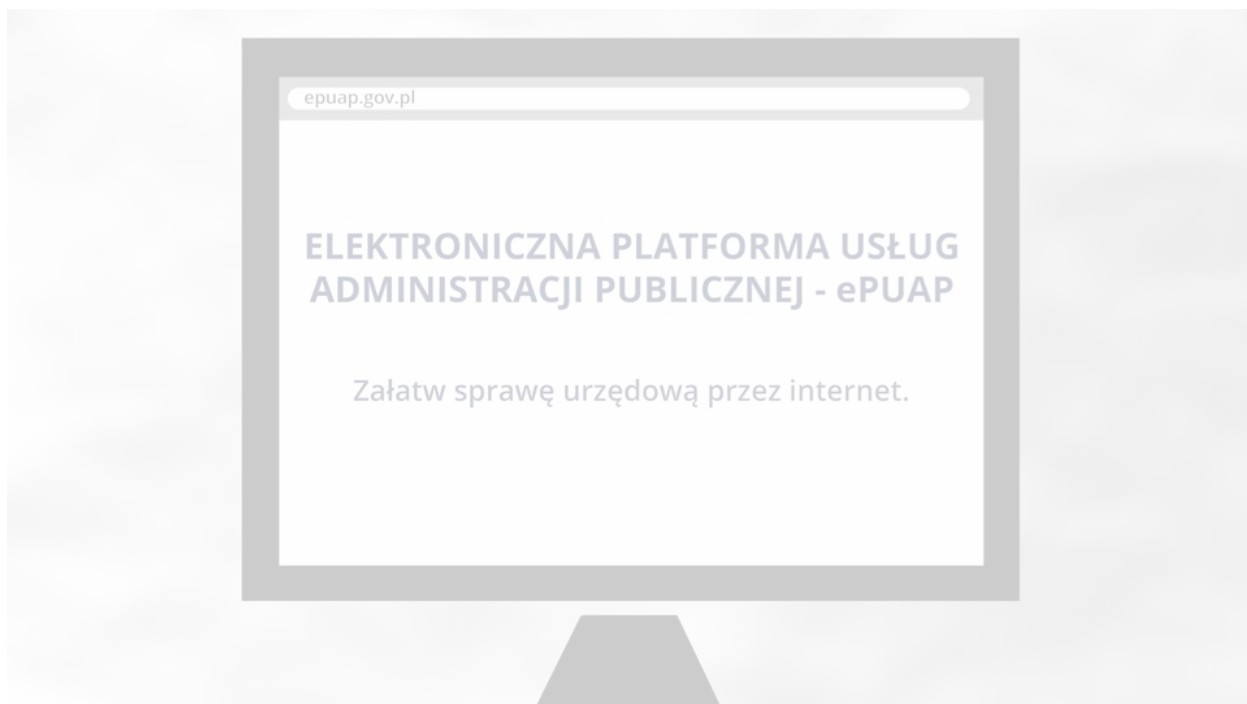 epuap.gov.pl
ELEKTRONICZNA PLATFORMA USŁUG
ADMINISTRACJI PUBLICZNEJ - ePUAP
Załatw sprawę urzędową przez internet.